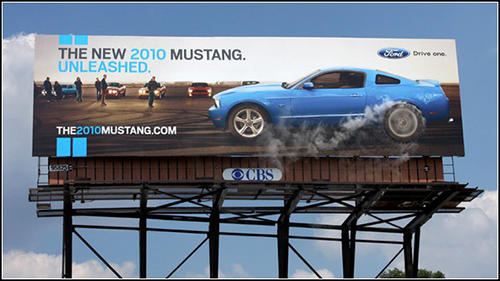 THE NEW 2010 MUSTANG.
UNLEASHED.
Ford Drive one.
THE2010MUSTANG.COM
CBS